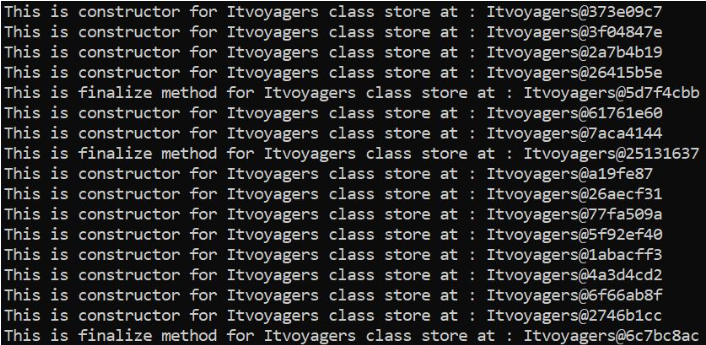 This is constructor for Itvoyagers class store at : Itvoyagers@373e09c7
This is constructor for Itvoyagers class store at : Itvoyagers@3f04847e
This is constructor for Itvoyagers class store at : Itvoyagers@2a7b4b19
This is constructor for Itvoyagers class store at : Itvoyagers@26415b5e
This is finalize method for Itvoyagers class store at : Itvoyagers@5d7f4cbb
This is constructor for Itvoyagers class store at : Itvoyagers@61761e60
This is constructor for Itvoyagers class store at : Itvoyagers@7aca4144
This is finalize method for Itvoyagers class store at : Itvoyagers@25131637
This is constructor for Itvoyagers class store at : Itvoyagers@a19fe87
This is constructor for Itvoyagers class store at : Itvoyagers@26aecf31
This is constructor for Itvoyagers class store at : Itvoyagers@77fa509a
This is constructor for Itvoyagers class store at : Itvoyagers@5f92ef40
This is constructor for Itvoyagers class store at : Itvoyagers@1abacff3
This is constructor for Itvoyagers class store at : Itvoyagers@4a3d4cd2
This is constructor for Itvoyagers class store at : Itvoyagers@6f66ab8f
This is constructor for Itvoyagers class store at : Itvoyagers@2746b1cc
This is finalize method for Itvoyagers class store at : Itvoyagers@6c7bc8ac